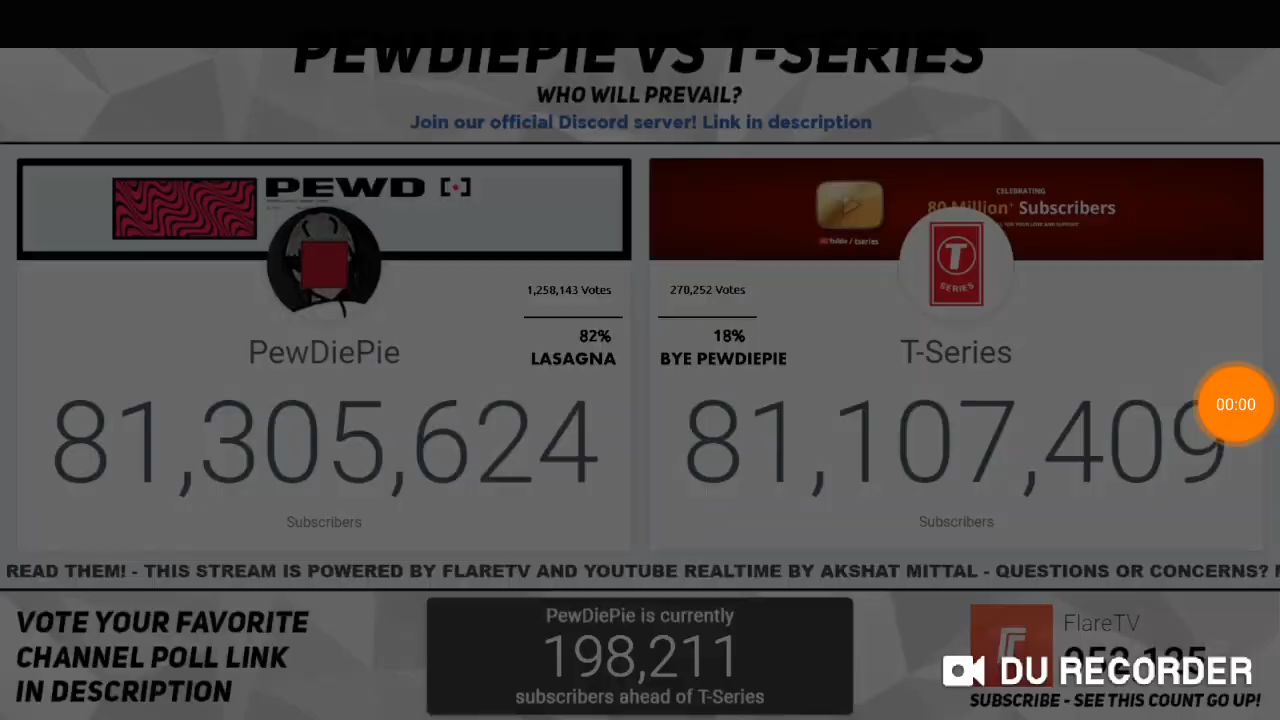 PEWDIEPIE VS T-SERIES
WHO WILL PREVAIL?
Join our official Discord server! Link in description
PEWD
CELEBRATING
80 Million+ Subscribers
YouTube / tseries
T
SERIES
1,258,143 Votes
270,252 Votes
82%
LASAGNA
18%
BYE PEWDIEPIE
PewDiePie
T-Series
81,305,624
81,107,409
00:00
Subscribers
Subscribers
READ THEM! - THIS STREAM IS POWERED BY FLARETV AND YOUTUBE REALTIME BY AKSHAT MITTAL - QUESTIONS OR CONCERNS?
VOTE YOUR FAVORITE
CHANNEL POLL LINK
IN DESCRIPTION
PewDiePie is currently
198,211
subscribers ahead of T-Series
FlareTV
DU RECORDER
SUBSCRIBE - SEE THIS COUNT GO UP!